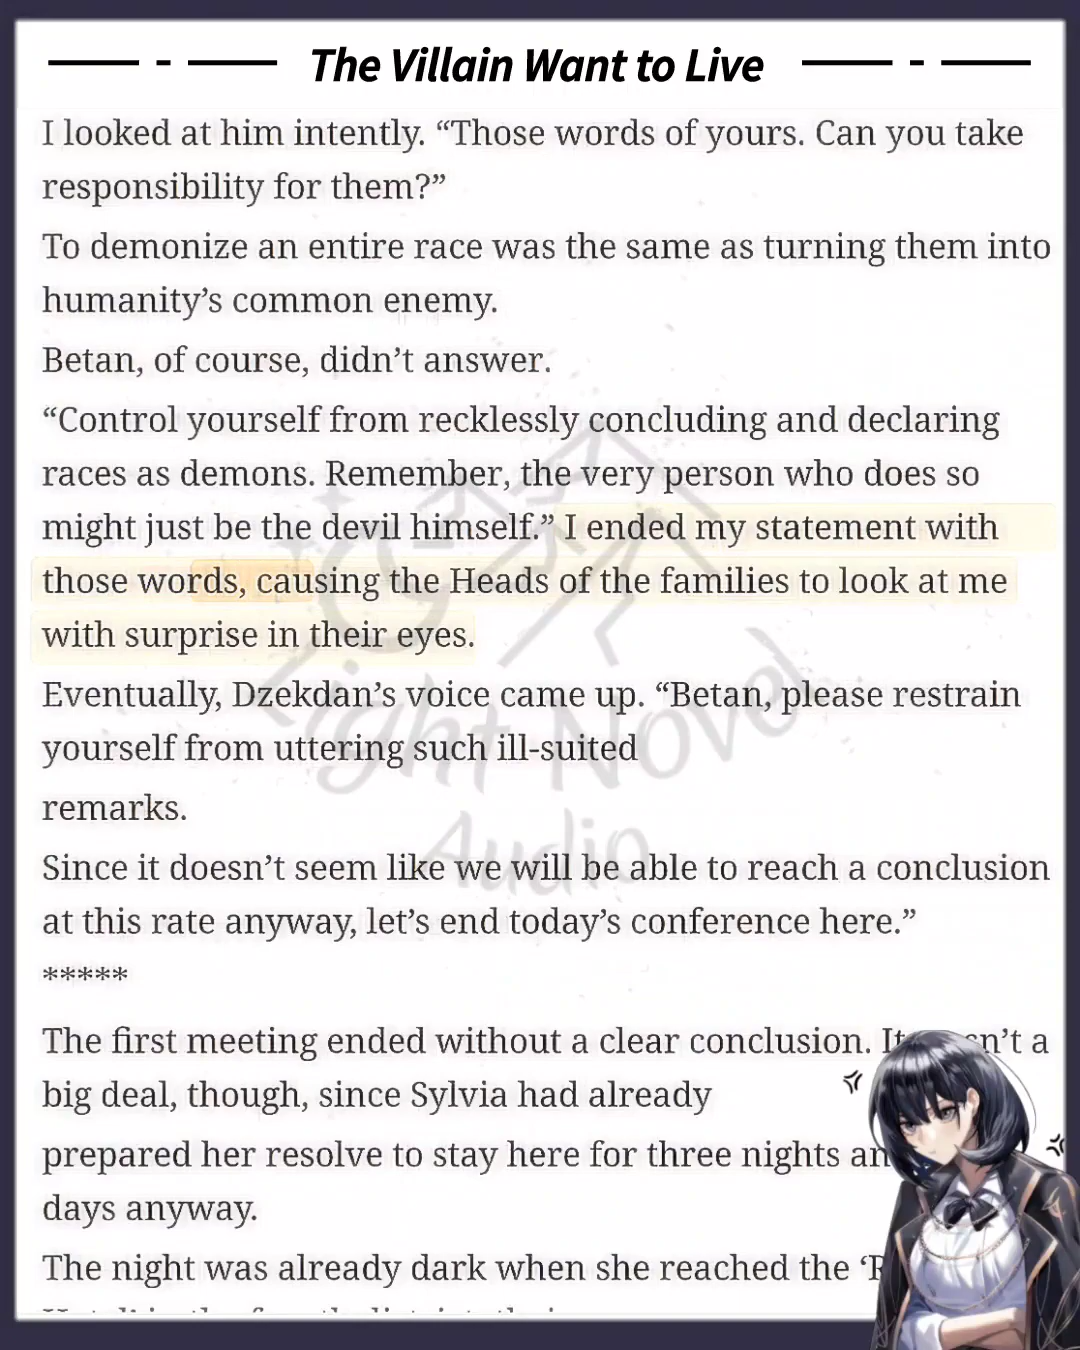 The Villain Want to Live
I looked at him intently. “Those words of yours. Can you take
responsibility for them?”
To demonize an entire race was the same as turning them into
humanity’s common enemy.
Betan, of course, didn’t answer.
“Control yourself from recklessly concluding and declaring
races as demons. Remember, the very person who does so
might just be the devil himself.” I ended my statement with
those words, causing the Heads of the families to look at me
with surprise in their eyes.
Eventually, Dzekdan’s voice came up. “Betan, please restrain
yourself from uttering such ill-suited
remarks.
Since it doesn’t seem like we will be able to reach a conclusion
at this rate anyway, let’s end today’s conference here.”
*****
The first meeting ended without a clear conclusion. a
big deal, though, since Sylvia had already
prepared her resolve to stay here for three nights
days anyway.
The night was already dark when she reached the
Light Novel
Audio